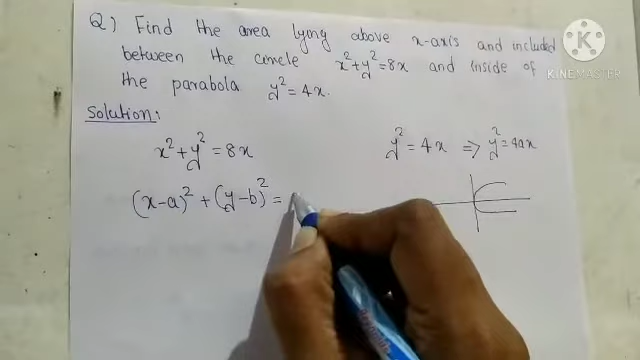 Q) Find the area lying above x-axis and included
between the circle x² + y² = 8x and inside of
the parabola y² = 4x.
Solution:
x² + y² = 8x
y² = 4x ⇒ y² = 4ax
(x-a)² + (y-b)² =
KINEMASTER